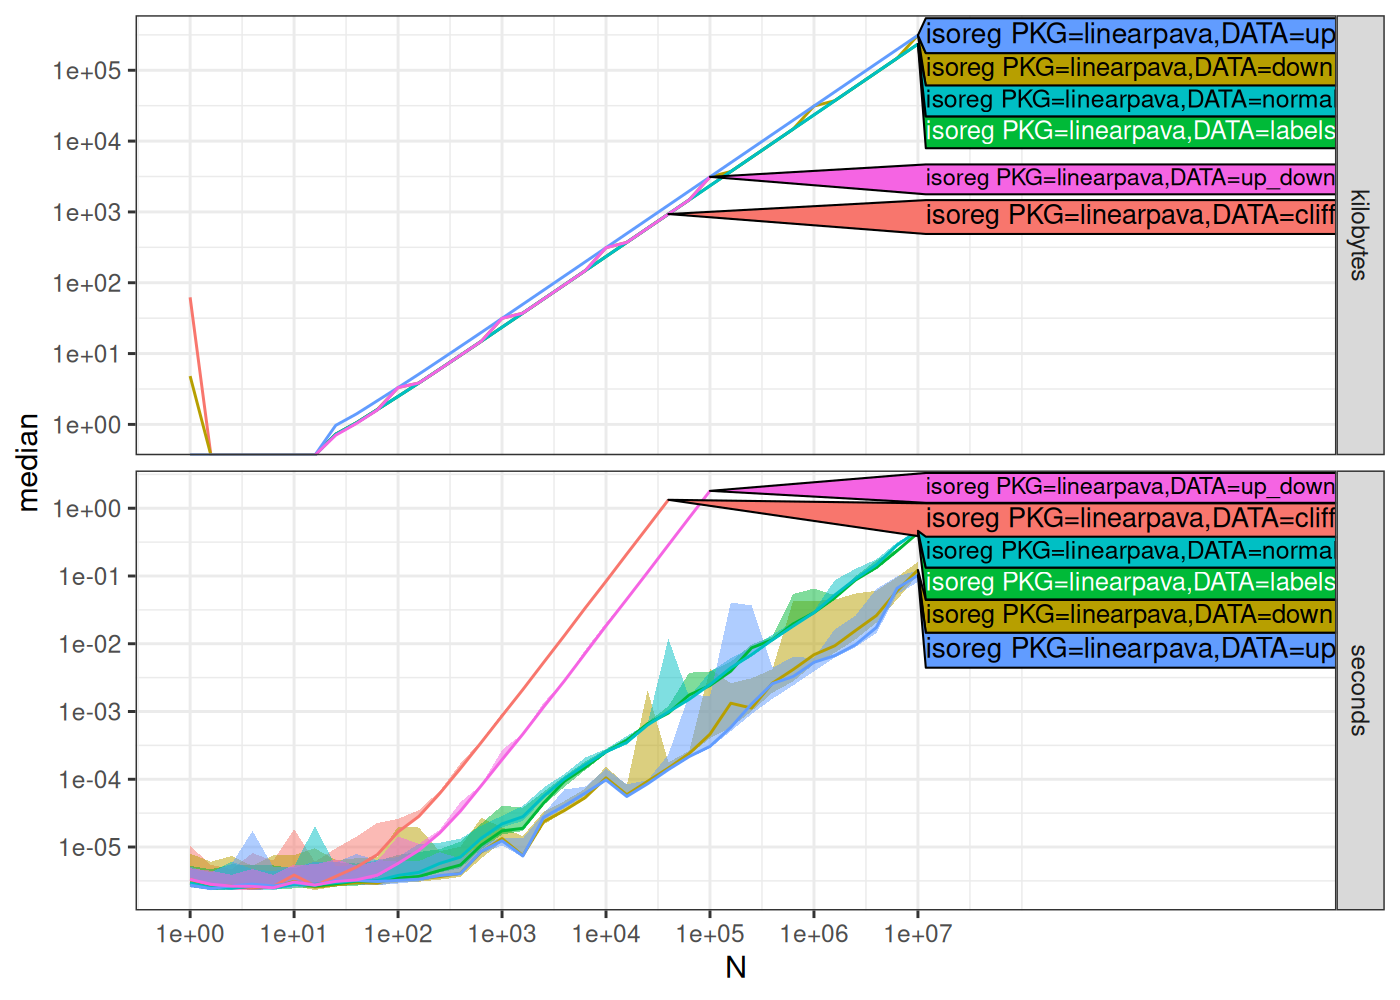 1e+05
1e+04
1e+03
1e+02
1e+01
1e+00
isoreg PKG=linearpava,DATA=up
isoreg PKG=linearpava,DATA=down
isoreg PKG=linearpava,DATA=norma
isoreg PKG=linearpava,DATA=labels
isoreg PKG=linearpava,DATA=up_down
isoreg PKG=linearpava,DATA=cliff
kilobytes
median
1e+00
1e-01
1e-02
1e-03
1e-04
1e-05
isoreg PKG=linearpava,DATA=up_down
isoreg PKG=linearpava,DATA=cliff
isoreg PKG=linearpava,DATA=norma
isoreg PKG=linearpava,DATA=labels
isoreg PKG=linearpava,DATA=down
isoreg PKG=linearpava,DATA=up
seconds
1e+00 1e+01 1e+02 1e+03 1e+04 1e+05 1e+06 1e+07
N